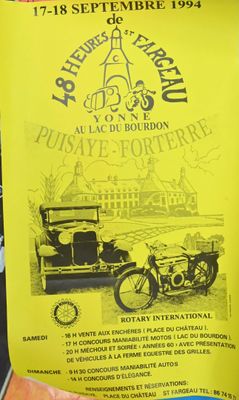 17-18 SEPTEMBRE 1994
de
48 HEURES ST FARGEAU
YONNE
AU LAC DU BOURDON
PUISAYE-FORTERRE
ROTARY INTERNATIONAL
SAMEDI - 16 H VENTE AUX ENCHÈRES ( PLACE DU CHÂTEAU ).
- 17 H CONCOURS MANIABILITÉ MOTOS ( LAC DU BOURDON ).
- 20 H MÉCHOUI ET SOIRÉE « ANNÉES 60 » AVEC PRÉSENTATION
DE VÉHICULES À LA FERME EQUESTRE DES GRILLES.
DIMANCHE - 9 H 30 CONCOURS MANIABILITÉ AUTOS
- 14 H CONCOURS D'ÉLÉGANCE.
RENSEIGNEMENTS ET RÉSERVATIONS:
PLACE DU CHÂTEAU ST FARGEAU TEL.: 86 74